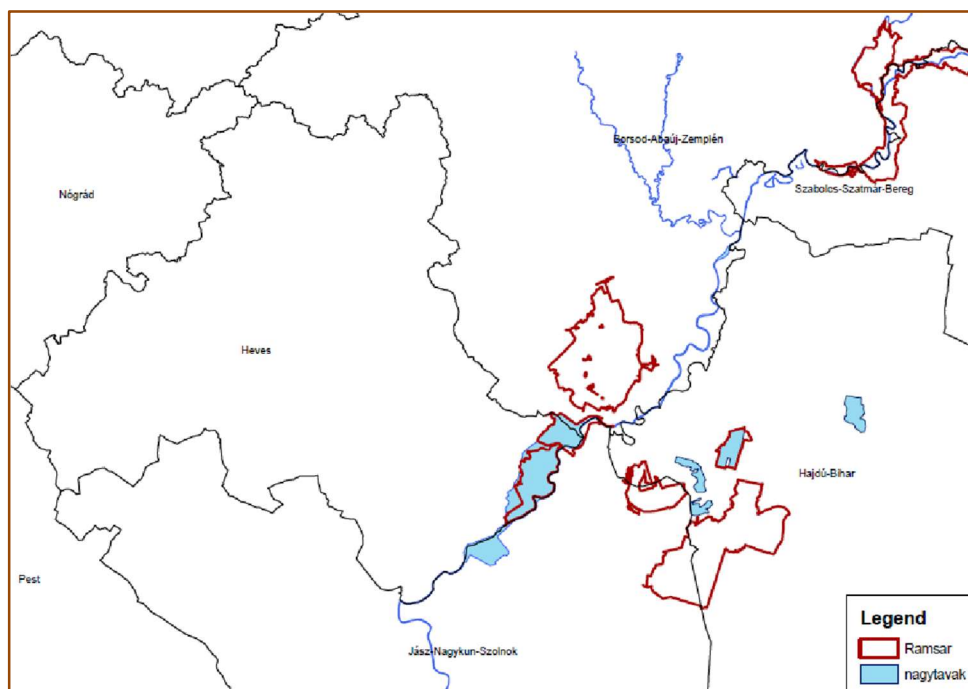 Borsod-Abaúj-Zemplén
Nógrád
Szabolcs-Szatmár-Bereg
Heves
Hajdú-Bihar
Pest
Jász-Nagykun-Szolnok
Legend
Ramsar
nagytavak